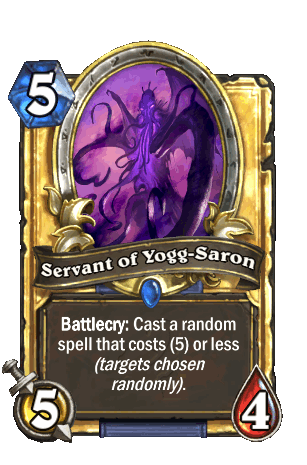 5
Servant of Yogg-Saron
Battlecry: Cast a random
spell that costs (5) or less
(targets chosen
randomly).
5
4